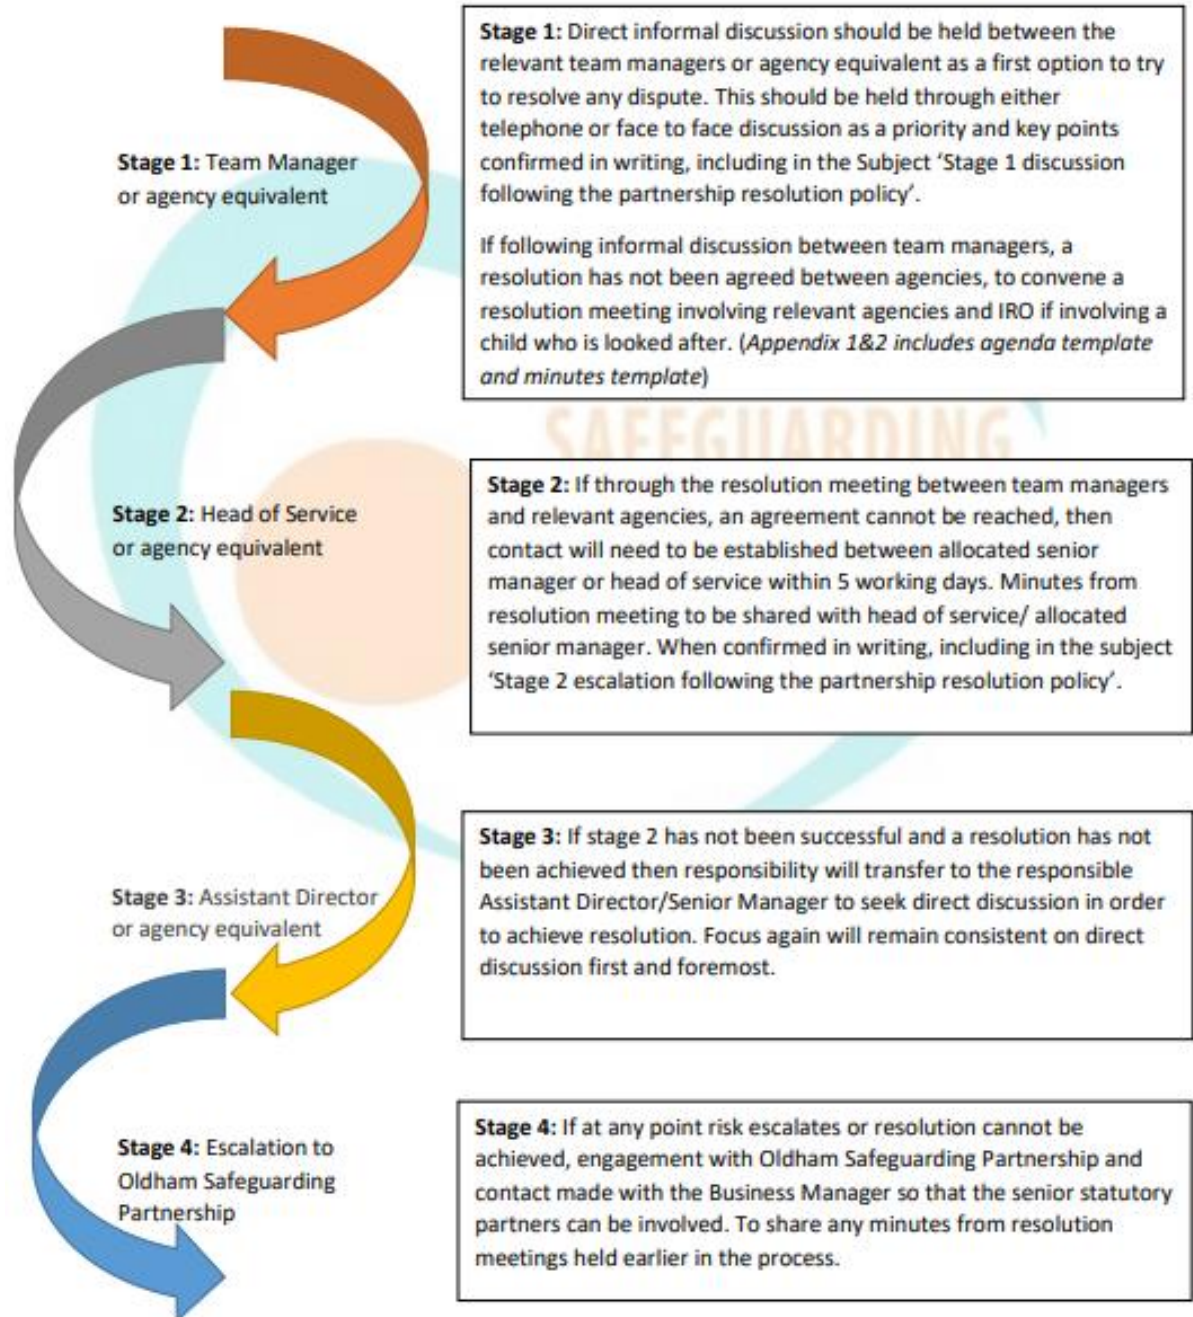 Stage 1: Team Manager
or agency equivalent
Stage 1: Direct informal discussion should be held between the
relevant team managers or agency equivalent as a first option to try
to resolve any dispute. This should be held through either
telephone or face to face discussion as a priority and key points
confirmed in writing, including in the Subject ‘Stage 1 discussion
following the partnership resolution policy’.
If following informal discussion between team managers, a
resolution has not been agreed between agencies, to convene a
resolution meeting involving relevant agencies and IRO if involving a
child who is looked after. (Appendix 1&2 includes agenda template
and minutes template)
SAFEGUARDING
Stage 2: Head of Service
or agency equivalent
Stage 2: If through the resolution meeting between team managers
and relevant agencies, an agreement cannot be reached, then
contact will need to be established between allocated senior
manager or head of service within 5 working days. Minutes from
resolution meeting to be shared with head of service/ allocated
senior manager. When confirmed in writing, including in the subject
‘Stage 2 escalation following the partnership resolution policy’.
Stage 3: Assistant Director
or agency equivalent
Stage 3: If stage 2 has not been successful and a resolution has not
been achieved then responsibility will transfer to the responsible
Assistant Director/Senior Manager to seek direct discussion in order
to achieve resolution. Focus again will remain consistent on direct
discussion first and foremost.
Stage 4: Escalation to
Oldham Safeguarding
Partnership
Stage 4: If at any point risk escalates or resolution cannot be
achieved, engagement with Oldham Safeguarding Partnership and
contact made with the Business Manager so that the senior statutory
partners can be involved. To share any minutes from resolution
meetings held earlier in the process.